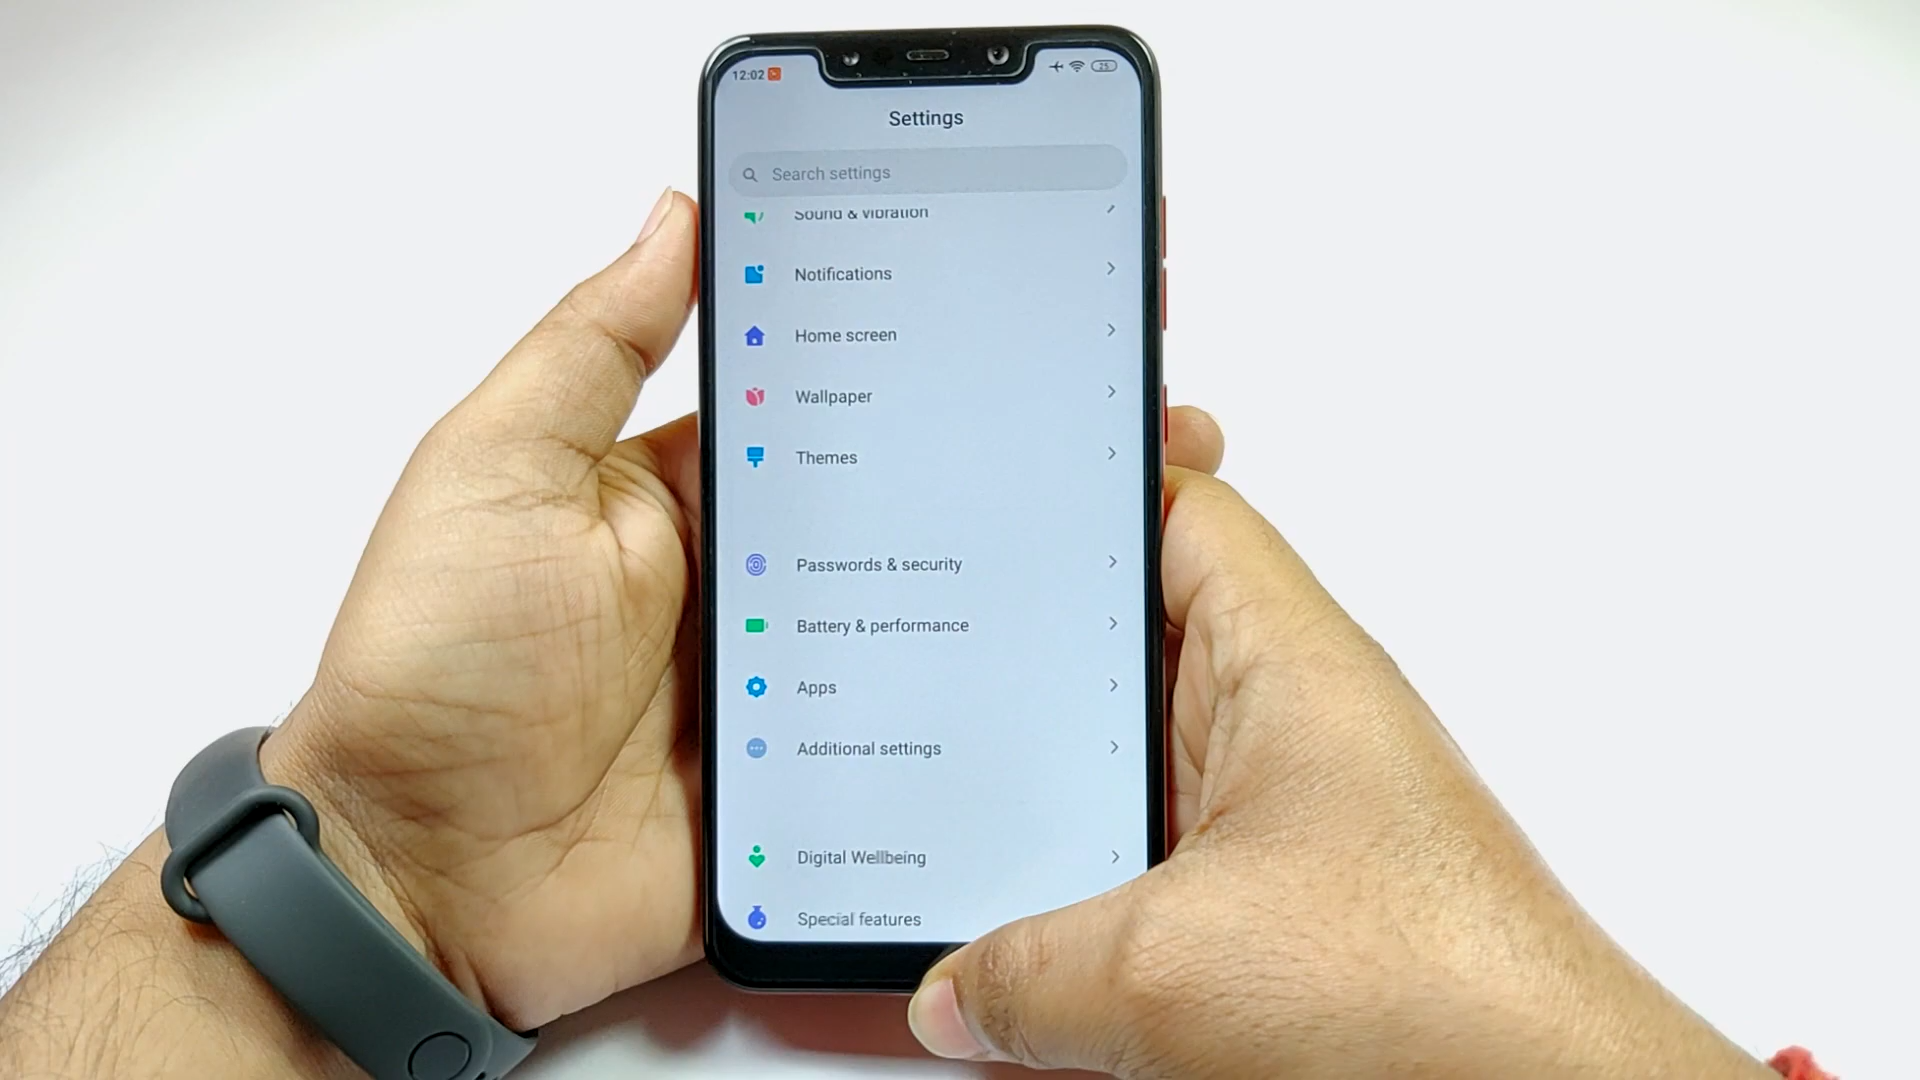 12:02
25
Settings
Search settings
Sound & vibration
Notifications
Home screen
Wallpaper
Themes
Passwords & security
Battery & performance
Apps
Additional settings
Digital Wellbeing
Special features